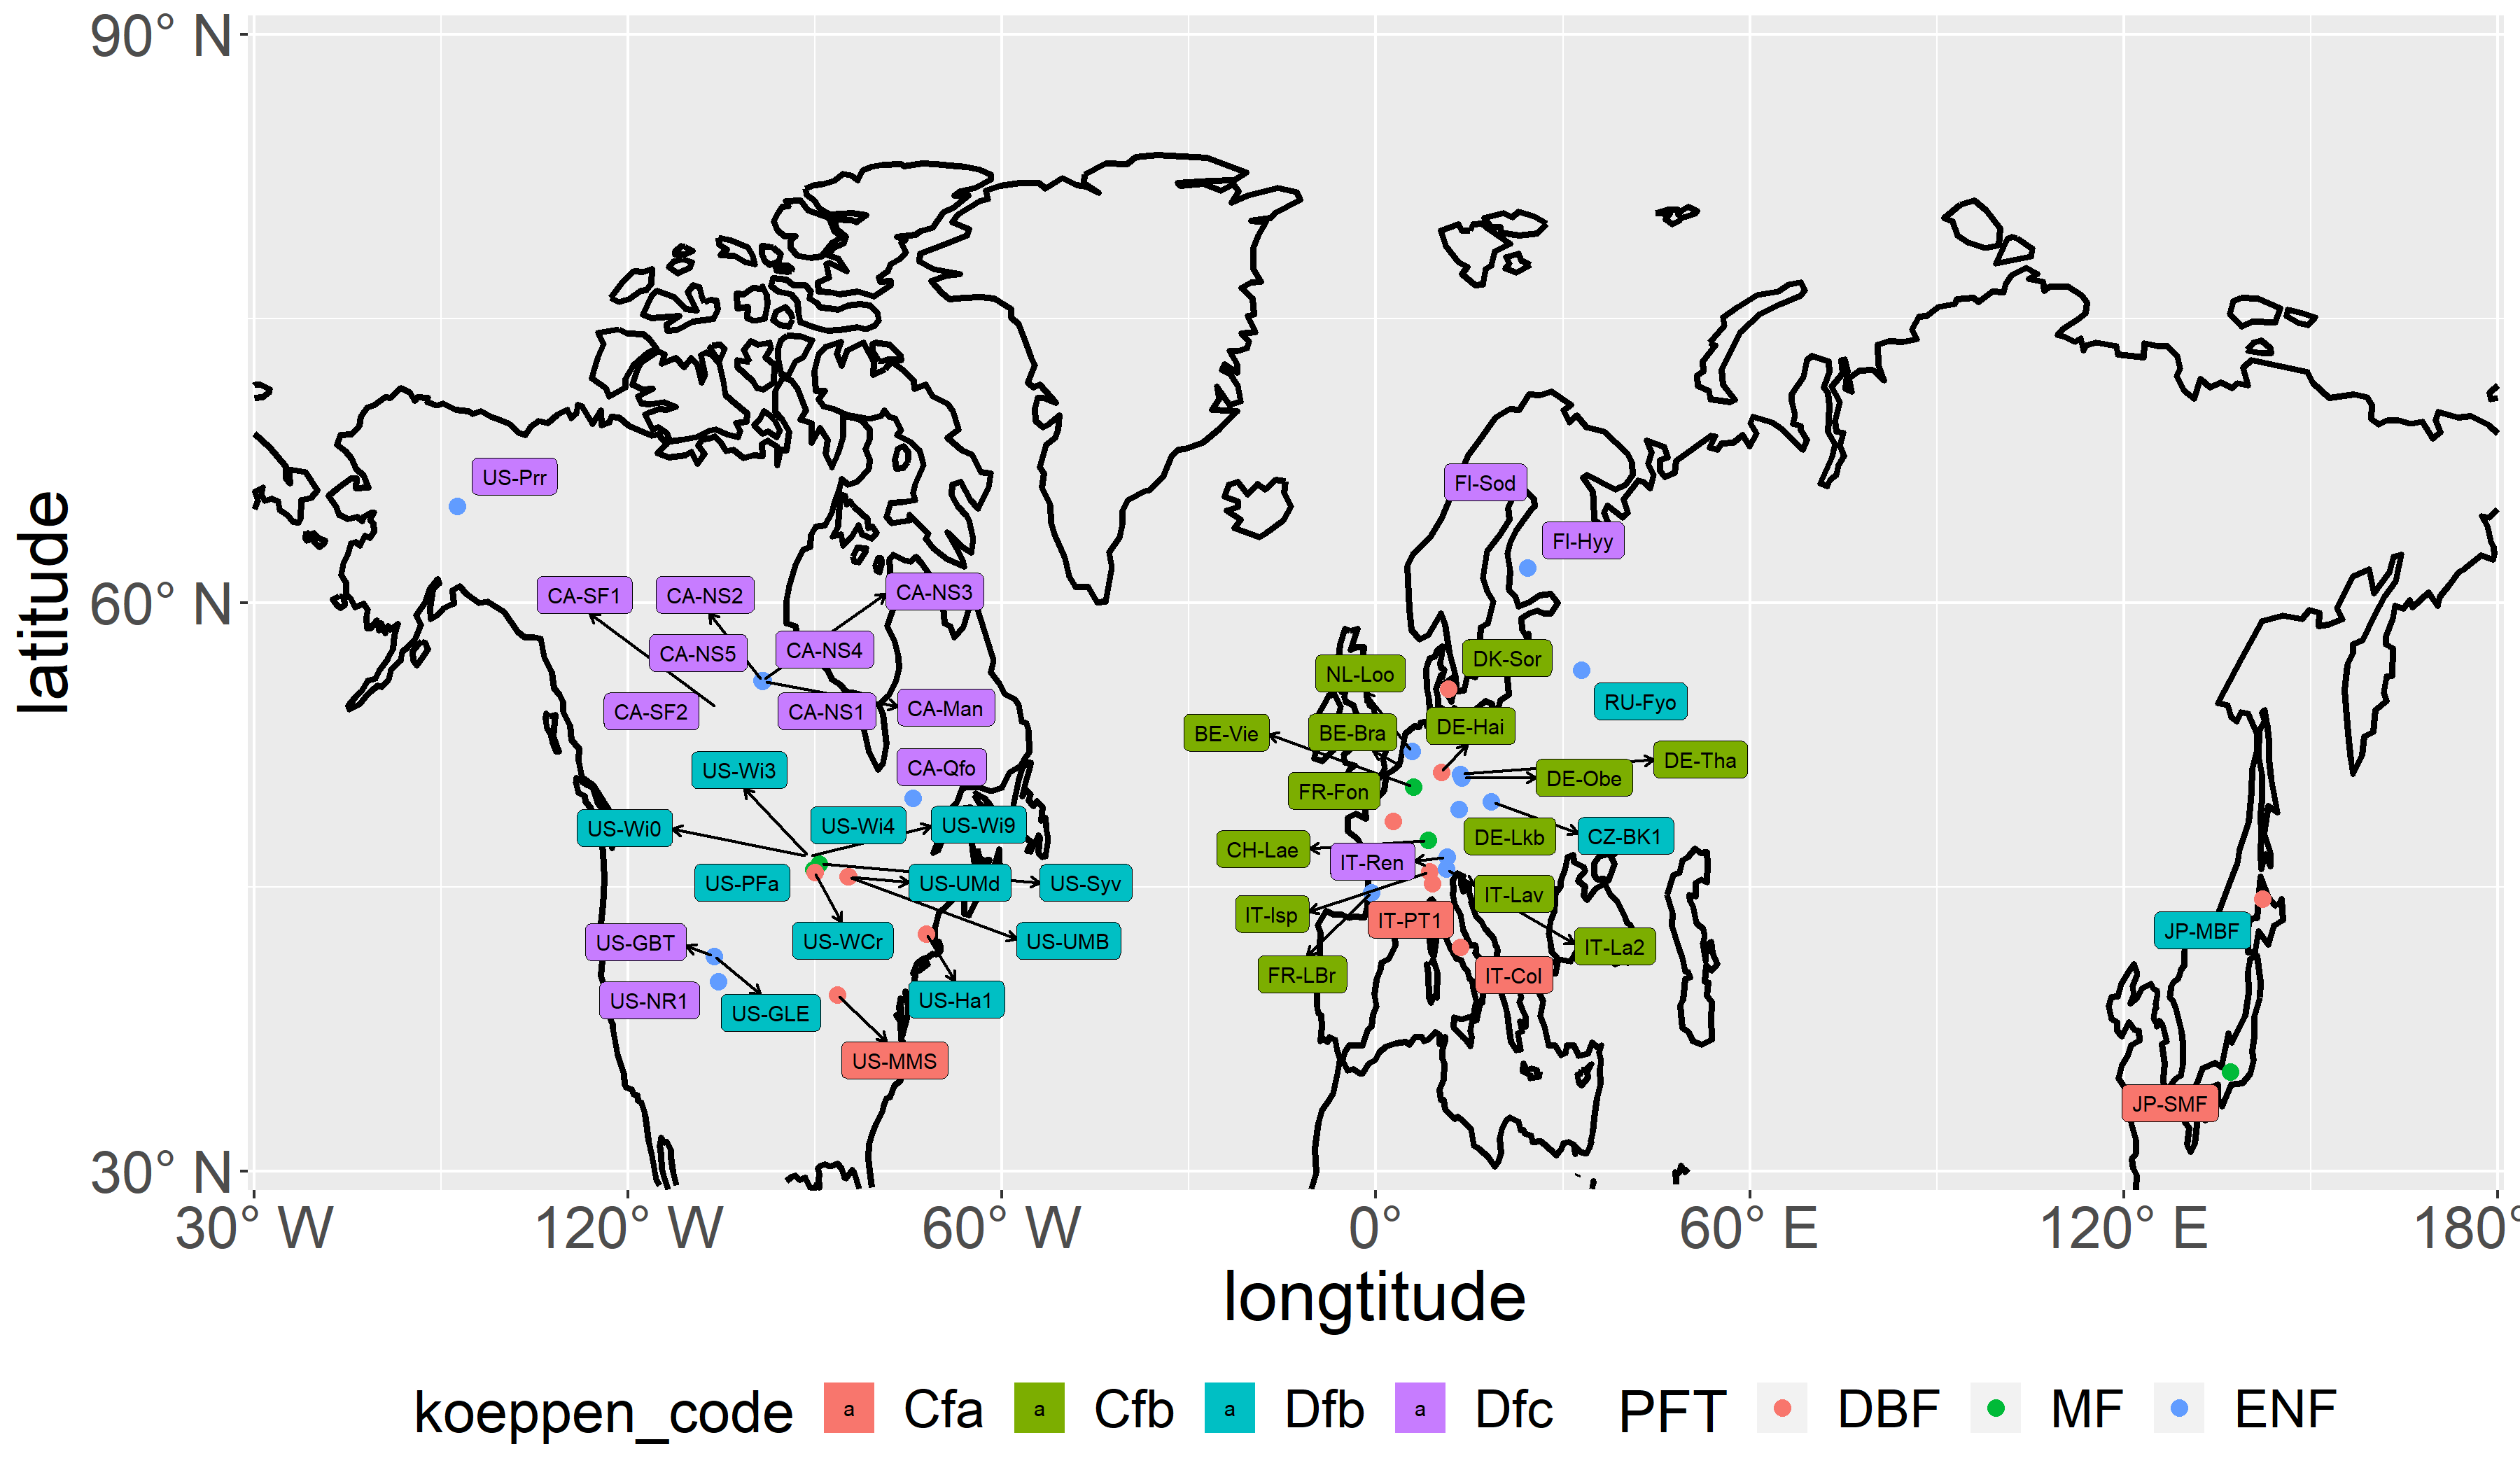 90° N
60° N
30° N
latitude
US-Prr
FI-Sod
FI-Hyy
CA-SF1
CA-NS2
CA-NS3
CA-NS5
CA-NS4
DK-Sor
NL-Loo
RU-Fyo
CA-SF2
CA-NS1
CA-Man
BE-Vie
BE-Bra
DE-Hai
US-Wi3
CA-Qfo
DE-Tha
DE-Obe
FR-Fon
US-Wi0
US-Wi4
US-Wi9
DE-Lkb
CZ-BK1
CH-Lae
IT-Ren
US-PFa
US-UMd
US-Syv
IT-Lav
IT-Isp
IT-PT1
JP-MBF
US-GBT
US-WCr
US-UMB
IT-La2
FR-LBr
IT-Col
US-NR1
US-GLE
US-Ha1
US-MMS
JP-SMF
30° W
120° W
60° W
0°
60° E
120° E
180°
longtitude
koeppen_code a Cfa a Cfb a Dfb a Dfc PFT DBF MF ENF